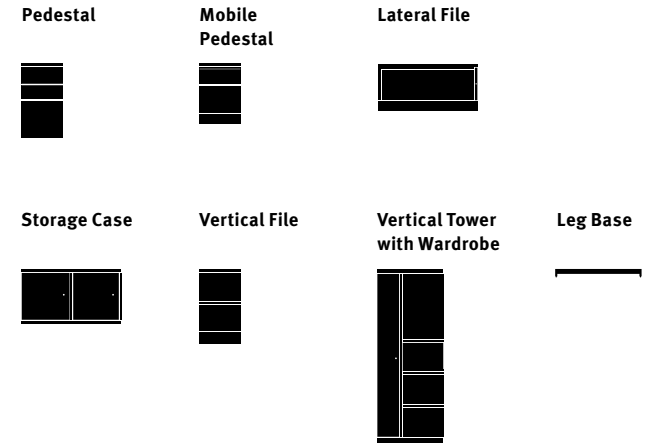 Pedestal
Mobile
Pedestal
Lateral File
Storage Case
Vertical File
Vertical Tower
with Wardrobe
Leg Base